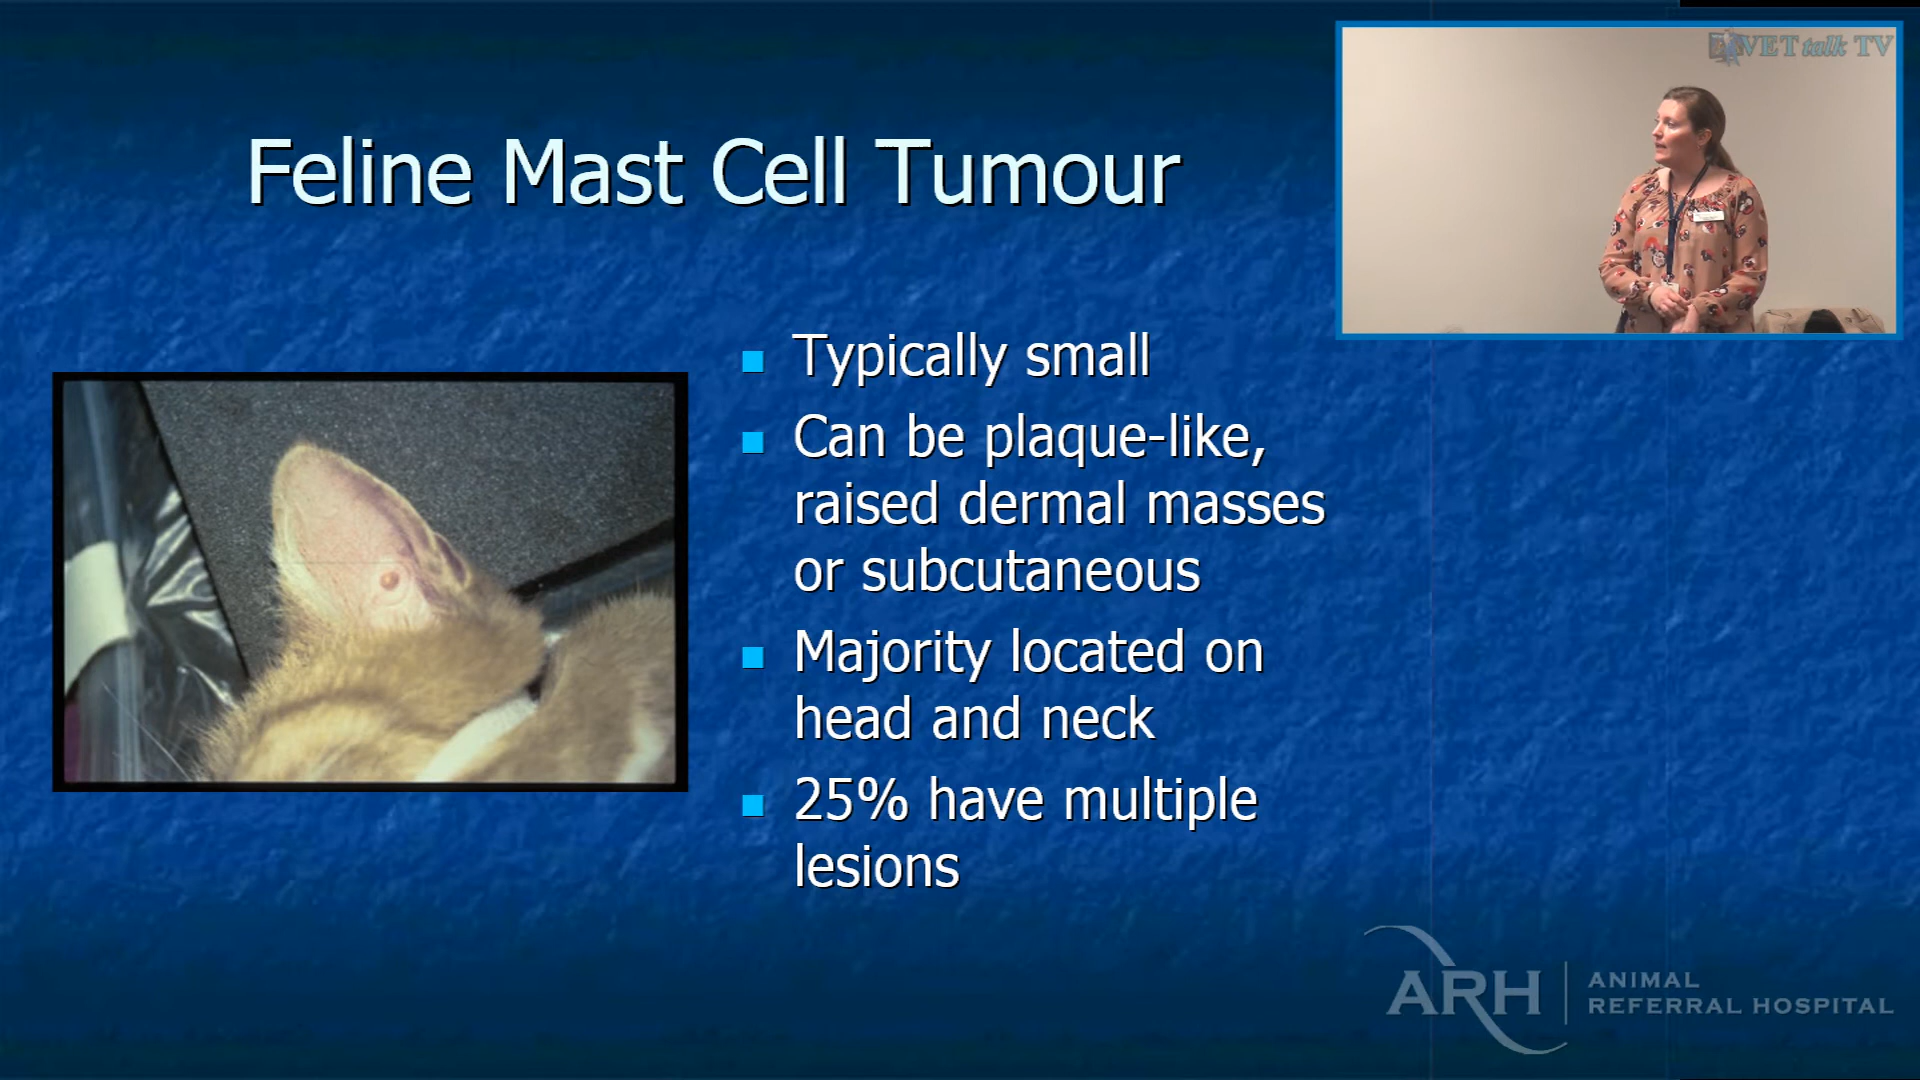 VET talk TV
Feline Mast Cell Tumour
Typically small
Can be plaque-like,
raised dermal masses
or subcutaneous
Majority located on
head and neck
25% have multiple
lesions
ARH
ANIMAL
REFERRAL HOSPITAL